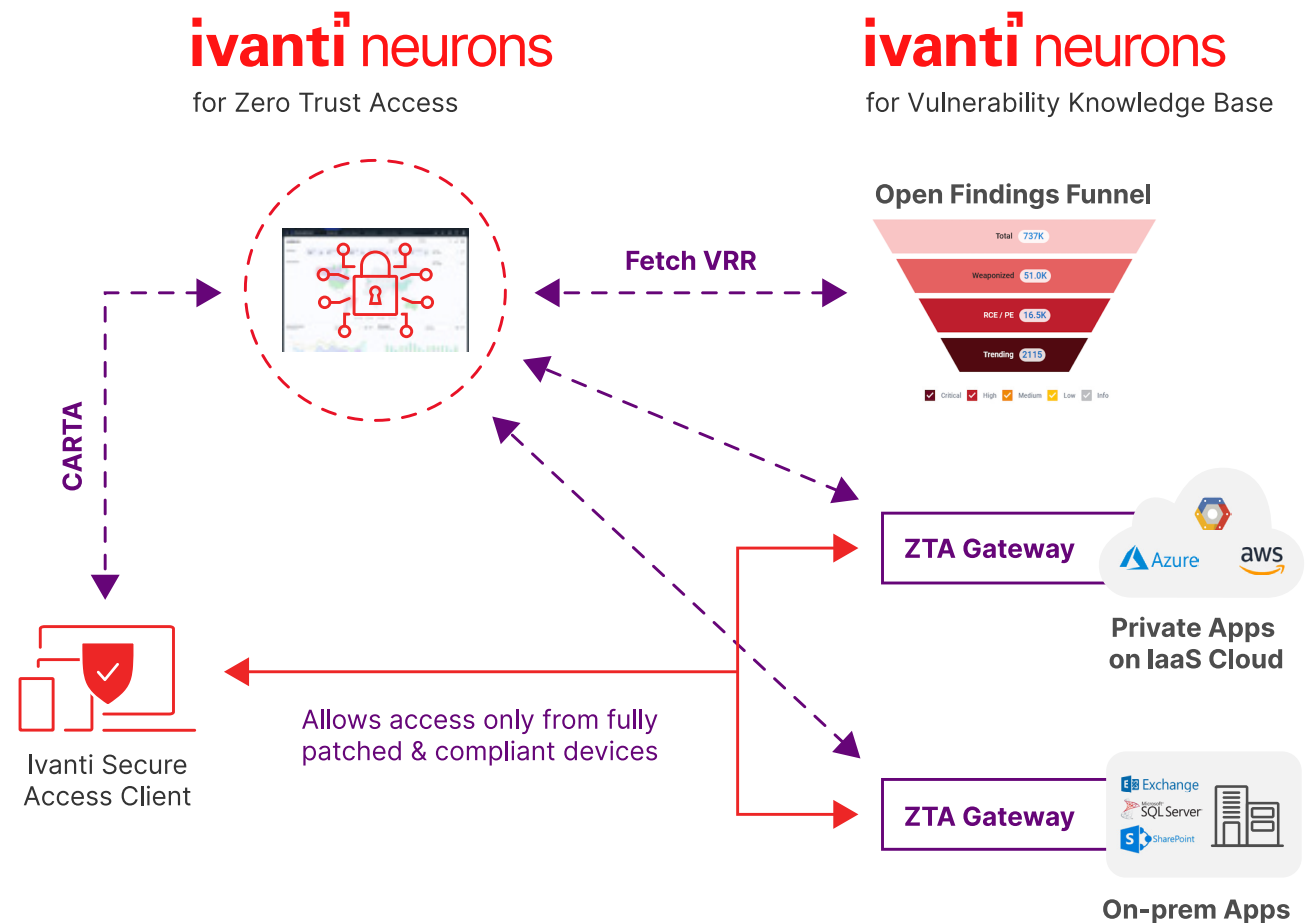 ivanti neurons
for Zero Trust Access
ivanti neurons
for Vulnerability Knowledge Base
Open Findings Funnel
Total 737K
Weaponized 51.0K
RCE / PE 16.5K
Trending 2115
Critical High Medium Low Info
Fetch VRR
CARTA
ZTA Gateway
Azure
aws
Private Apps
on IaaS Cloud
Allows access only from fully
patched & compliant devices
Ivanti Secure
Access Client
ZTA Gateway
E Exchange
Microsoft
SQL Server
S SharePoint
On-prem Apps